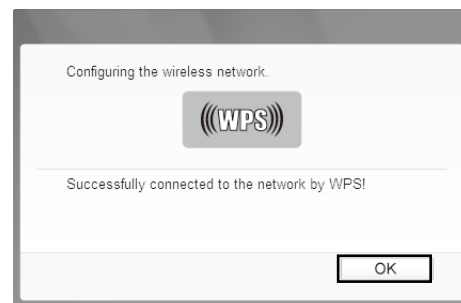 Configuring the wireless network.
(((WPS)))
Successfully connected to the network by WPS!
OK